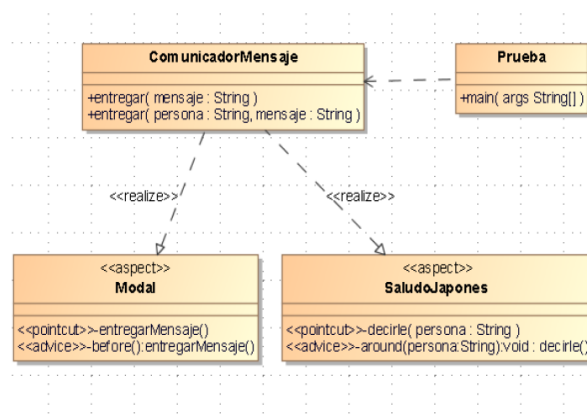 ComunicadorMensaje
+entregar( mensaje : String )
+entregar( persona : String, mensaje : String )
Prueba
+main( args String[] )
<<realize>>
<<realize>>
<<aspect>>
Modal
<<pointcut>>-entregarMensaje()
<<advice>>-before():entregarMensaje()
<<aspect>>
SaludoJapones
<<pointcut>>-decirle( persona : String )
<<advice>>-around(persona:String):void : decirle()